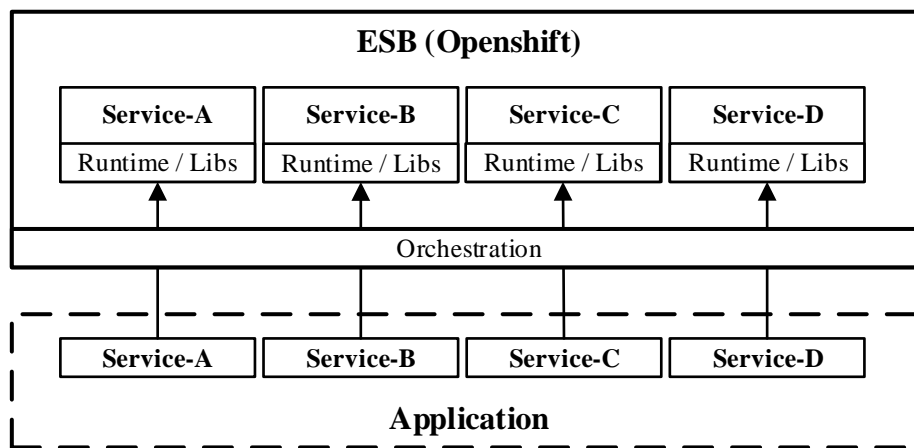 ESB (Openshift)
Service-A Service-B Service-C Service-D
Runtime / Libs Runtime / Libs Runtime / Libs Runtime / Libs
Orchestration
Service-A Service-B Service-C Service-D
Application